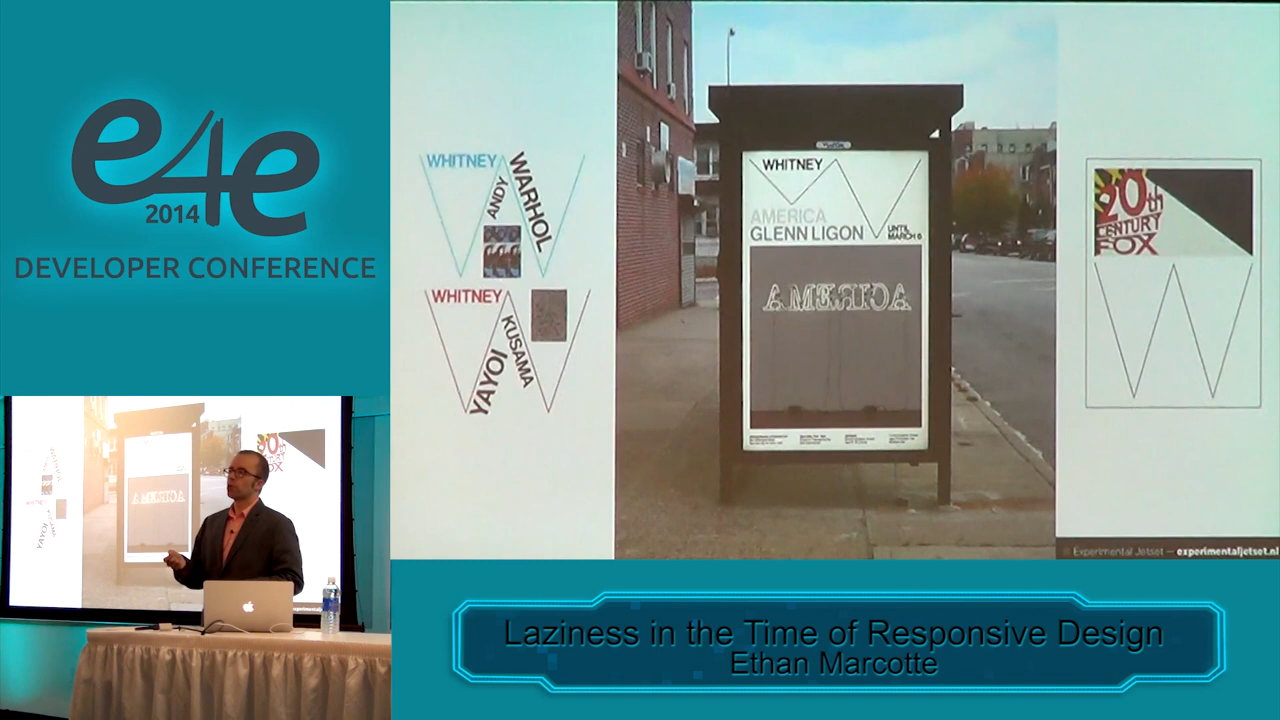 e4e
2014
DEVELOPER CONFERENCE
WHITNEY
ANDY
WARHOL
WHITNEY
YAYOI
KUSAMA
WHITNEY
AMERICA
GLENN LIGON
UNTIL
MARCH 6
AMERICA
20th
CENTURY
FOX
Experimental Jetset — experimentaljetset.nl
Laziness in the Time of Responsive Design
Ethan Marcotte